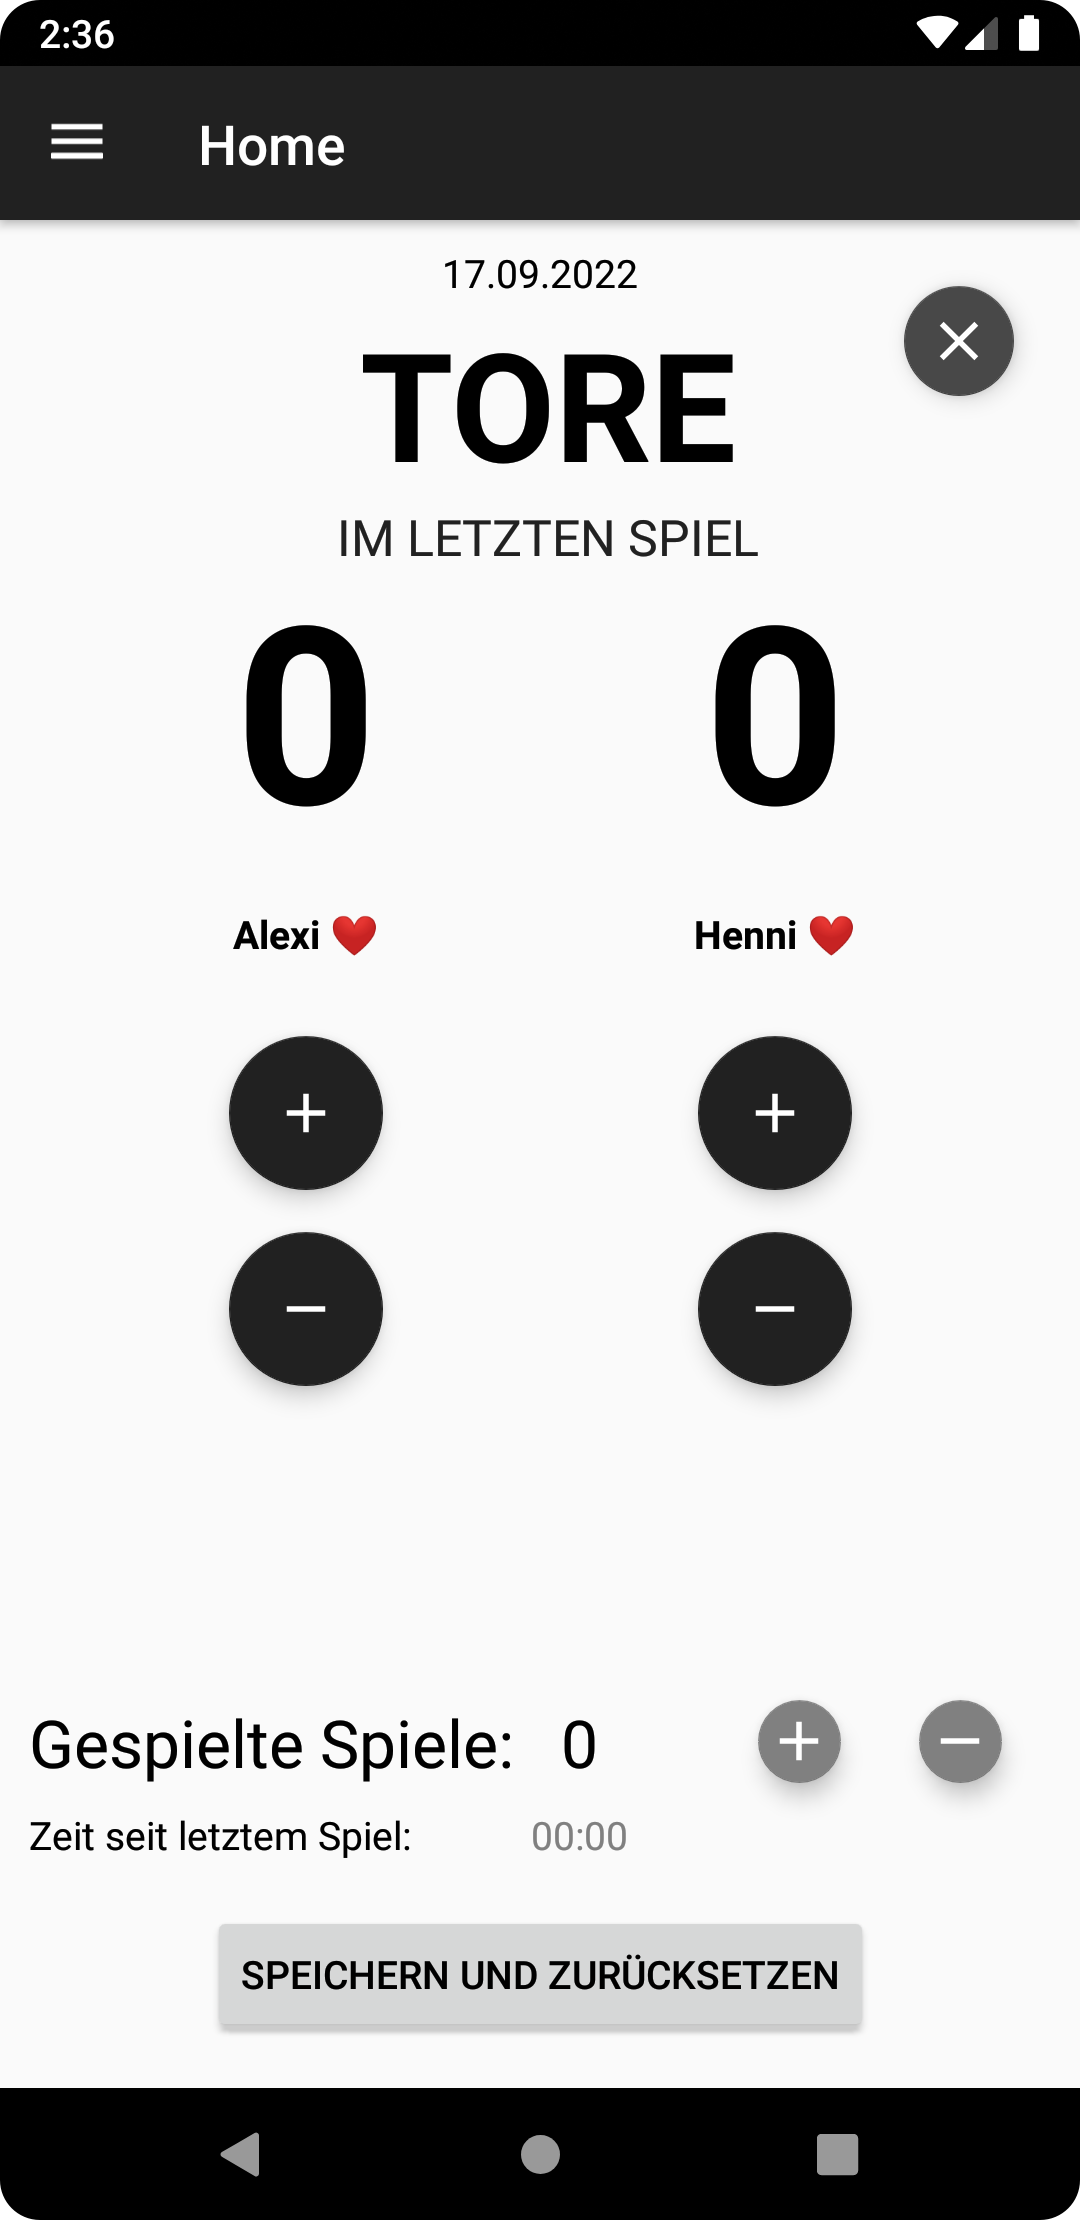 2:36
Home
17.09.2022
TORE
IM LETZTEN SPIEL
0 0
Alexi ❤️ Henni ❤️
Gespielte Spiele: 0
Zeit seit letztem Spiel: 00:00
SPEICHERN UND ZURÜCKSETZEN